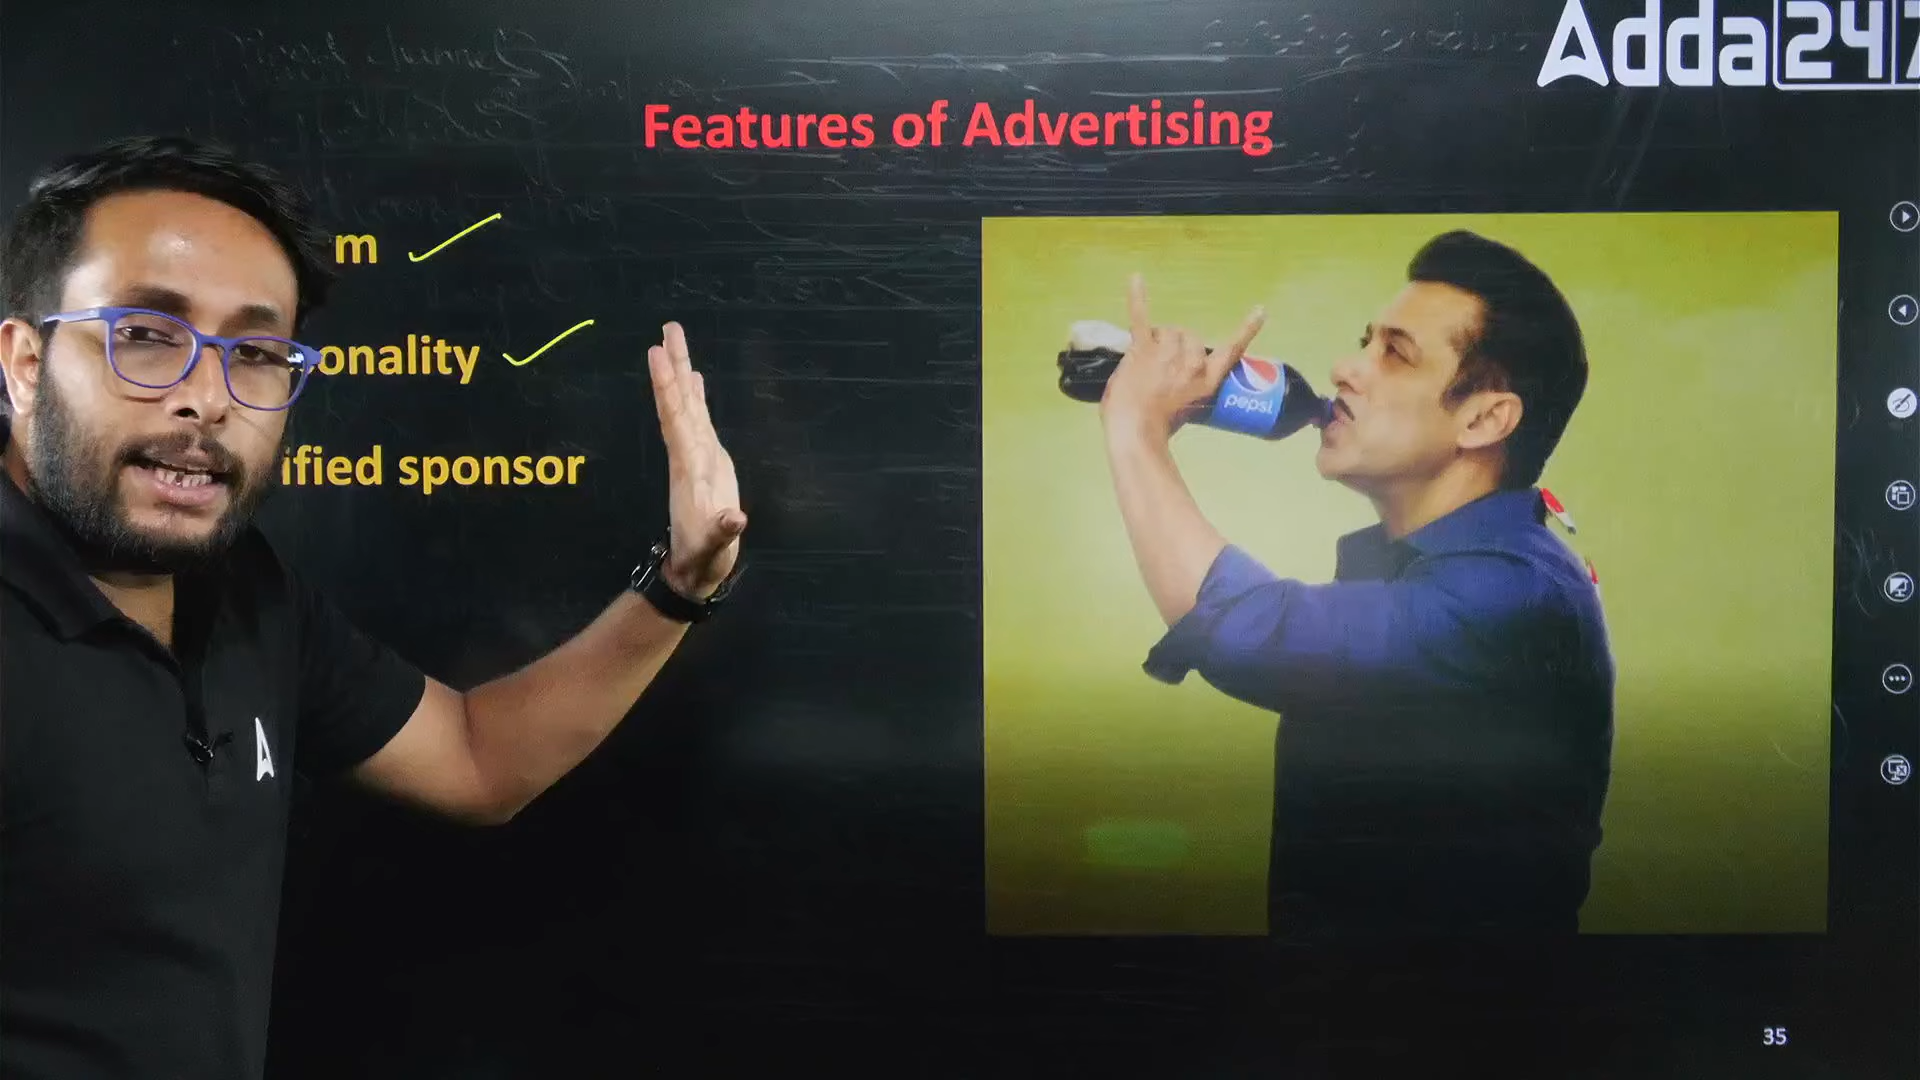 Adda247
Features of Advertising
m
onality
ified sponsor
pepsi
35